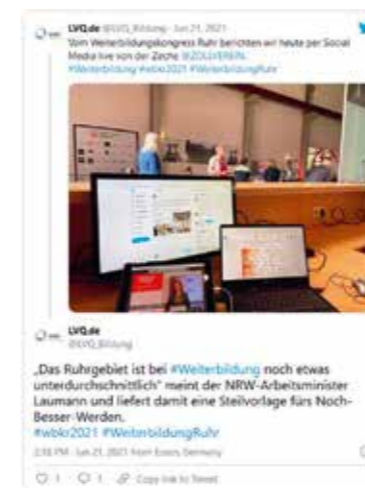 LVQ.de @LVQ_Bildung · Jun 21, 2021
Vom Weiterbildungskongress Ruhr berichten wir heute per Social
Media live von der Zeche @ZOLLVEREIN.
#Weiterbildung #wbkr2021 #WeiterbildungRuhr
LVQ.de
@LVQ_Bildung
„Das Ruhrgebiet ist bei #Weiterbildung noch etwas
unterdurchschnittlich" meint der NRW-Arbeitsminister
Laumann und liefert damit eine Steilvorlage fürs Noch-
Besser-Werden.
#wbkr2021 #WeiterbildungRuhr
2:18 PM · Jun 21, 2021 from Essen, Germany
1 1 Copy link to Tweet